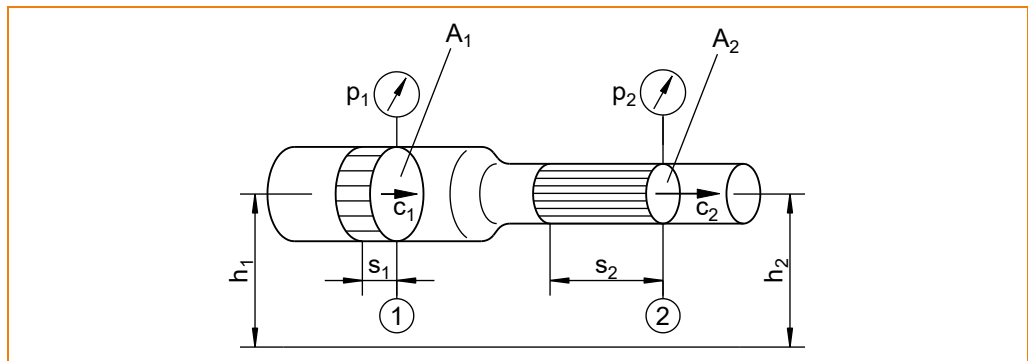 A₁
A₂
p₁
p₂
c₁
c₂
h₁
s₁
s₂
h₂
1
2